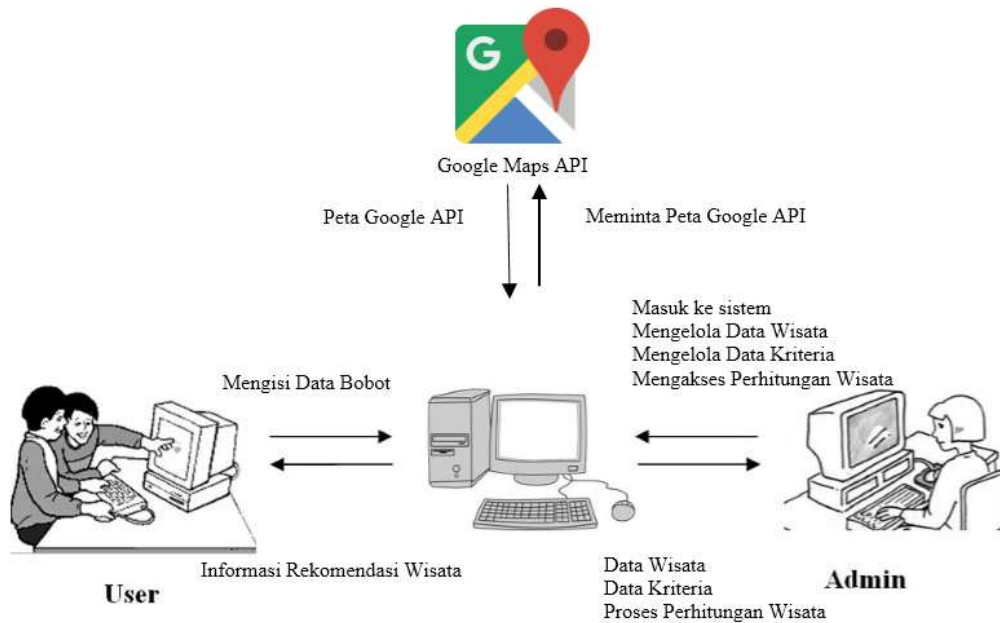 G
Google Maps API
Peta Google API
Meminta Peta Google API
Masuk ke sistem
Mengelola Data Wisata
Mengelola Data Kriteria
Mengakses Perhitungan Wisata
Mengisi Data Bobot
Informasi Rekomendasi Wisata
User
Data Wisata
Data Kriteria
Proses Perhitungan Wisata
Admin